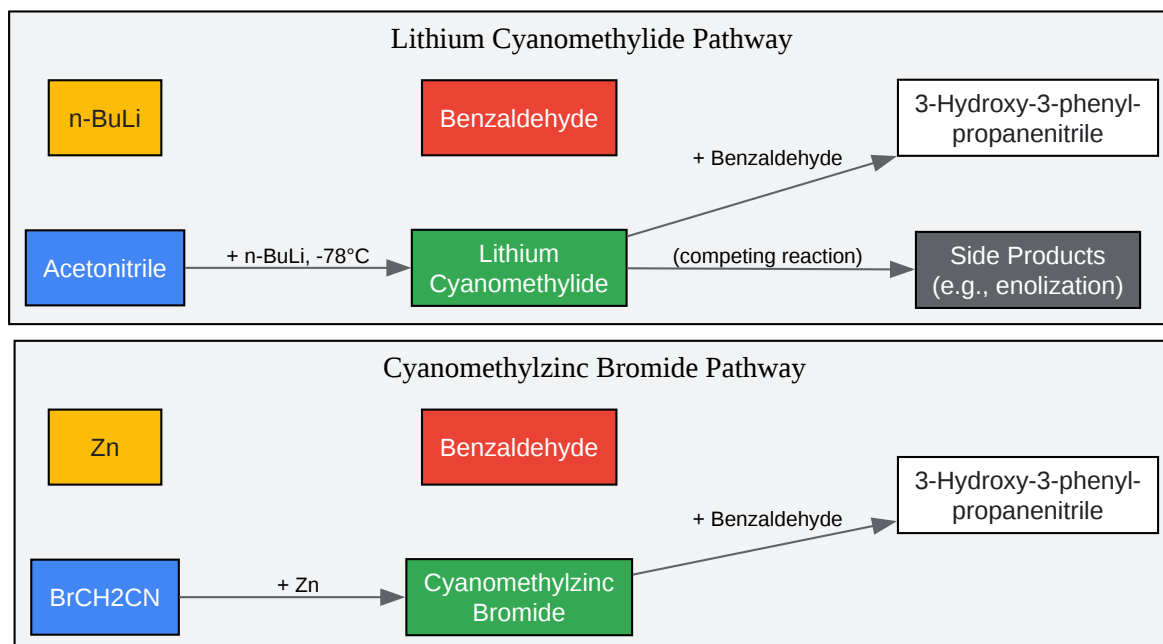 Lithium Cyanomethylide Pathway
n-BuLi
Benzaldehyde
3-Hydroxy-3-phenyl-
propanenitrile
+ Benzaldehyde
Acetonitrile
+ n-BuLi, -78°C
Lithium
Cyanomethylide
(competing reaction)
Side Products
(e.g., enolization)
Cyanomethylzinc Bromide Pathway
Zn
Benzaldehyde
3-Hydroxy-3-phenyl-
propanenitrile
+ Benzaldehyde
BrCH2CN
+ Zn
Cyanomethylzinc
Bromide